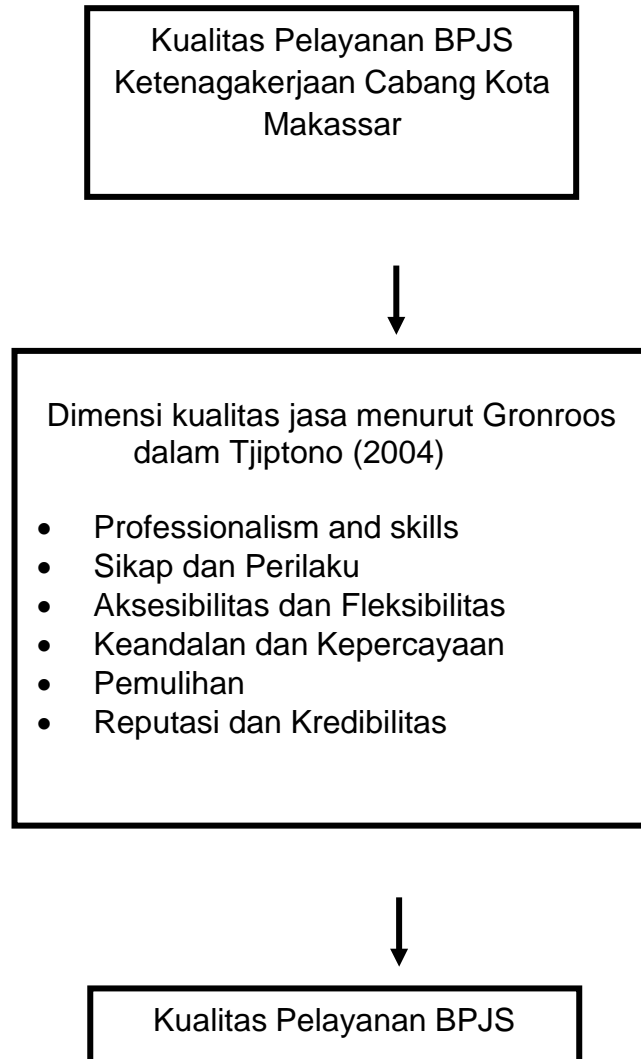 Kualitas Pelayanan BPJS
Ketenagakerjaan Cabang Kota
Makassar
Dimensi kualitas jasa menurut Gronroos
dalam Tjiptono (2004)
• Professionalism and skills
• Sikap dan Perilaku
• Aksesibilitas dan Fleksibilitas
• Keandalan dan Kepercayaan
• Pemulihan
• Reputasi dan Kredibilitas
Kualitas Pelayanan BPJS